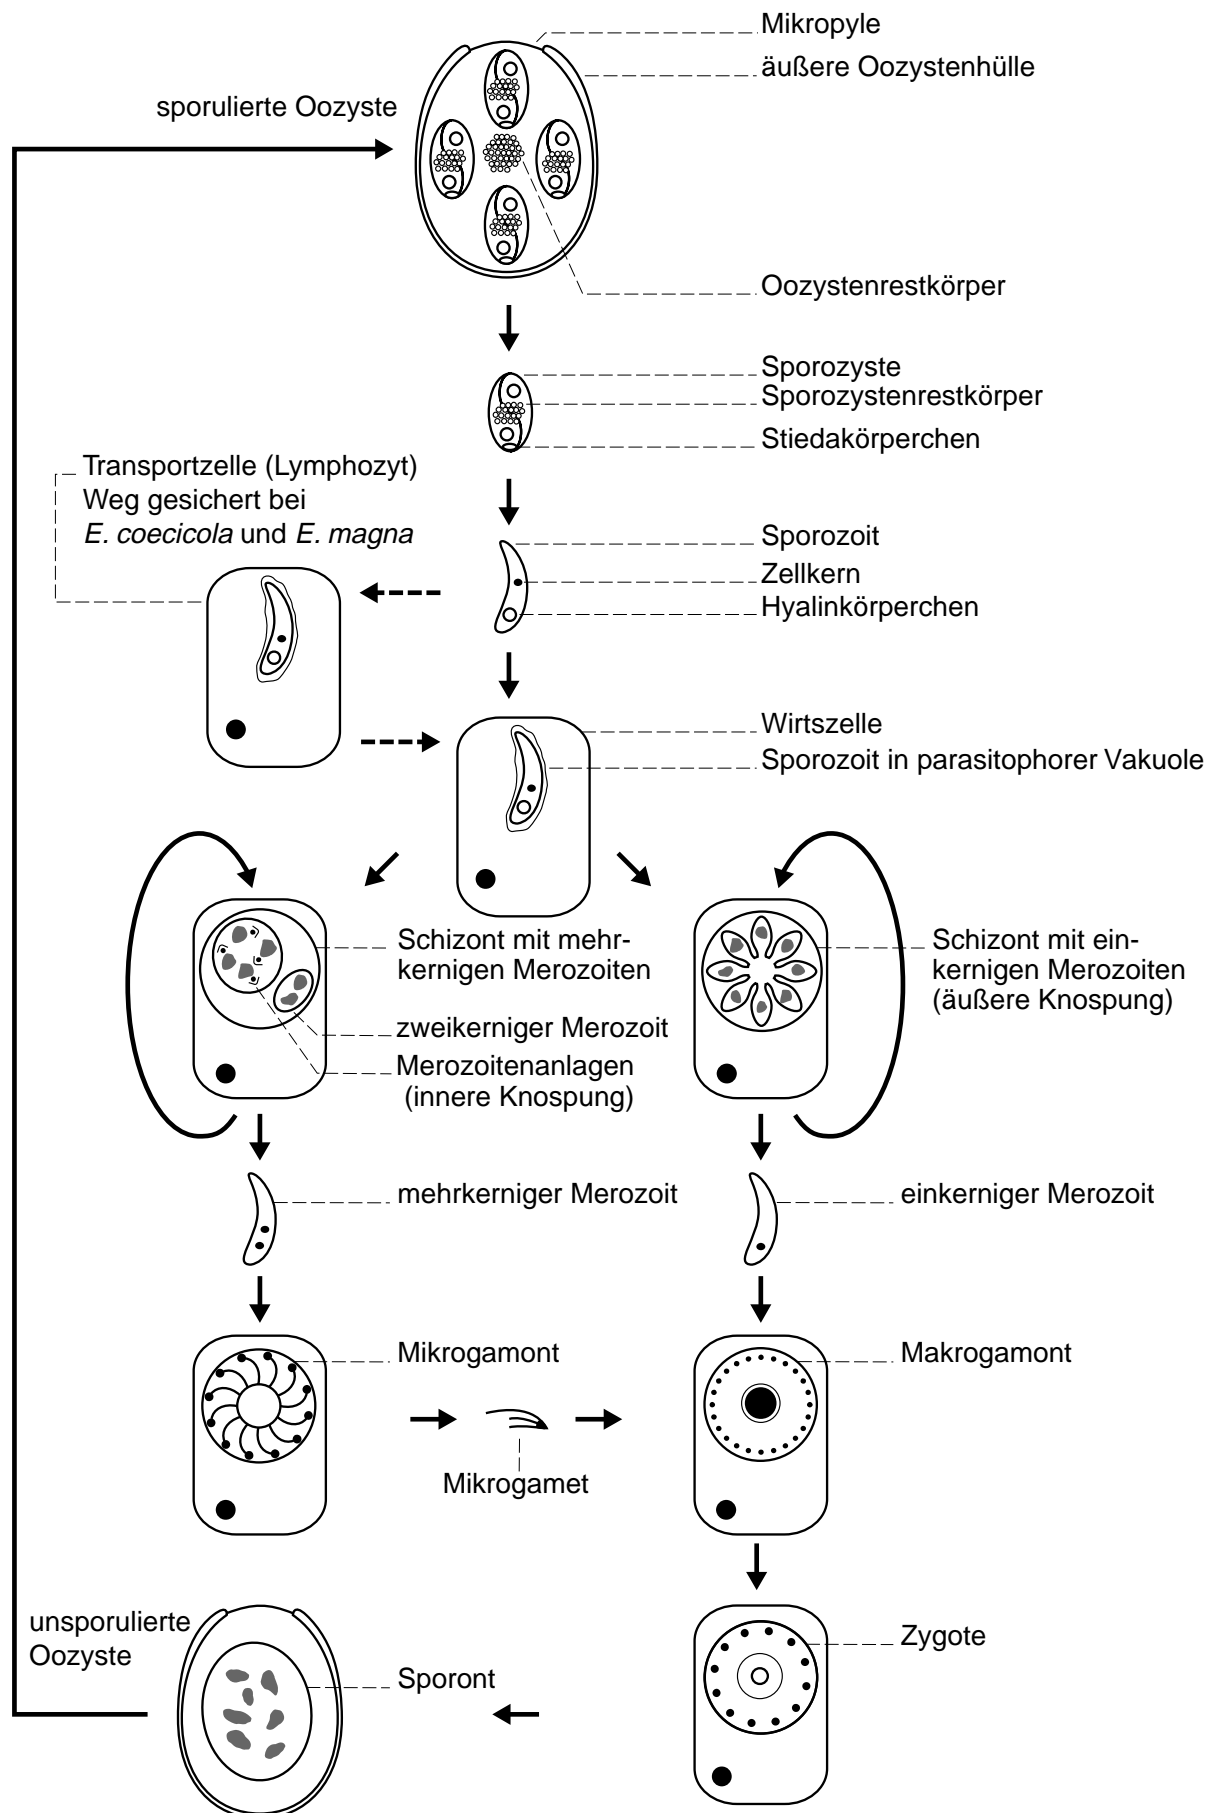 Mikropyle
äußere Oozystenhülle
sporulierte Oozyste
Oozystenrestkörper
Sporozyste
Sporozystenrestkörper
Stiedakörperchen
Transportzelle (Lymphozyt)
Weg gesichert bei
E. coecicola und E. magna
Sporozoit
Zellkern
Hyalinkörperchen
Wirtszelle
Sporozoit in parasitophorer Vakuole
Schizont mit mehr-
kernigen Merozoiten
zweikerniger Merozoit
Merozoitenanlagen
(innere Knospung)
Schizont mit ein-
kernigen Merozoiten
(äußere Knospung)
mehrkerniger Merozoit
einkerniger Merozoit
Mikrogamont
Makrogamont
Mikrogamet
unsporulierte
Oozyste
Sporont
Zygote